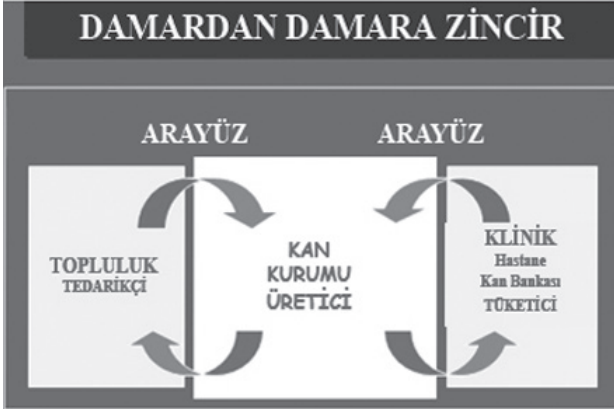 DAMARDAN DAMARA ZİNCİR
ARAYÜZ
ARAYÜZ
TOPLULUK
TEDARİKÇİ
KAN
KURUMU
ÜRETİCİ
KLİNİK
Hastane
Kan Bankası
TÜKETİCİ